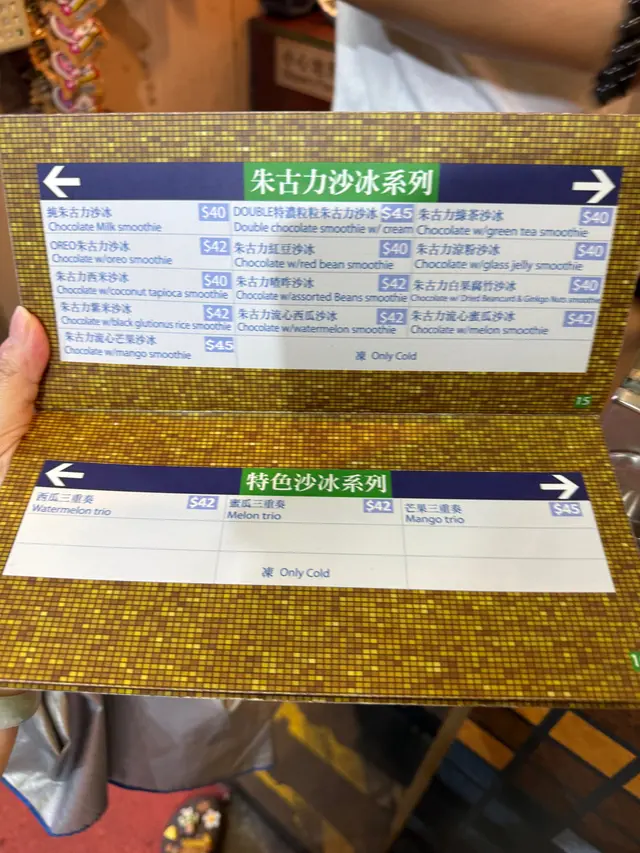 小心
朱古力沙冰系列
純朱古力沙冰 $40
Chocolate Milk smoothie
DOUBLE特濃粒粒朱古力沙冰 $45
Double chocolate smoothie w/ cream
朱古力綠茶沙冰 $40
Chocolate w/green tea smoothie
OREO朱古力沙冰 $42
Chocolate w/oreo smoothie
朱古力紅豆沙冰 $40
Chocolate w/red bean smoothie
朱古力涼粉沙冰 $40
Chocolate w/glass jelly smoothie
朱古力西米沙冰 $40
Chocolate w/coconut tapioca smoothie
朱古力喳咋沙冰 $42
Chocolate w/assorted Beans smoothie
朱古力白果腐竹沙冰 $40
Chocolate w/ Dried Beancurd & Ginkgo Nuts smoothie
朱古力紫米沙冰 $42
Chocolate w/black glutionus rice smoothie
朱古力流心西瓜沙冰 $42
Chocolate w/watermelon smoothie
朱古力流心蜜瓜沙冰 $42
Chocolate w/melon smoothie
朱古力流心芒果沙冰 $45
Chocolate w/mango smoothie
凍 Only Cold
15
特色沙冰系列
西瓜三重奏 $42
Watermelon trio
蜜瓜三重奏 $42
Melon trio
芒果三重奏 $45
Mango trio
凍 Only Cold